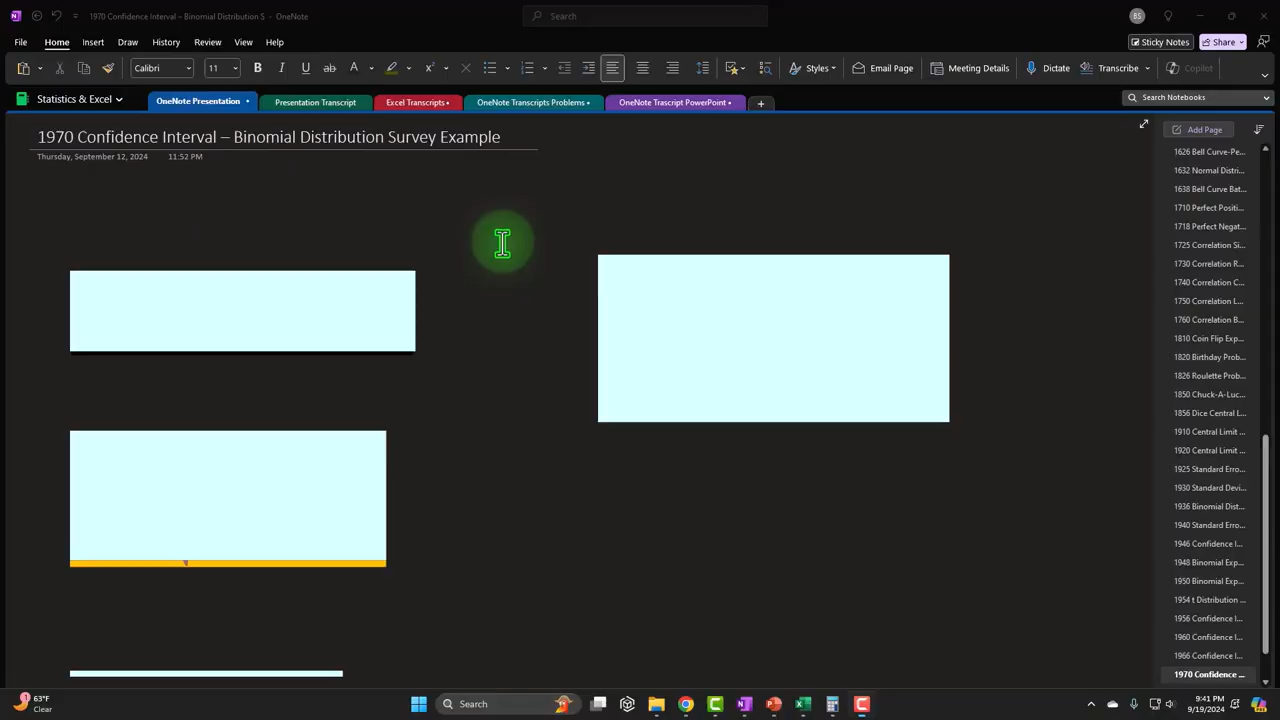 1970 Confidence Interval – Binomial Distribution S - OneNote
Search
BS
File Home Insert Draw History Review View Help
Sticky Notes
Share
Calibri 11 B I U ab A x
Styles
Email Page
Meeting Details
Dictate
Transcribe
Copilot
Statistics & Excel
OneNote Presentation
Presentation Transcript
Excel Transcripts
OneNote Transcripts Problems
OneNote Trascript PowerPoint
Search Notebooks
1970 Confidence Interval – Binomial Distribution Survey Example
Thursday, September 12, 2024 11:52 PM
Add Page
1626 Bell Curve-Pe...
1632 Normal Distri...
1638 Bell Curve Bat...
1710 Perfect Positi...
1718 Perfect Negat...
1725 Correlation Si...
1730 Correlation R...
1740 Correlation C...
1750 Correlation L...
1760 Correlation B...
1810 Coin Flip Exp...
1820 Birthday Prob...
1826 Roulette Prob...
1850 Chuck-A-Luc...
1856 Dice Central L...
1910 Central Limit ...
1920 Central Limit ...
1925 Standard Erro...
1930 Standard Devi...
1936 Binomial Dist...
1940 Standard Erro...
1946 Confidence I...
1948 Binomial Exp...
1950 Binomial Exp...
1954 t Distribution ...
1956 Confidence I...
1960 Confidence I...
1966 Confidence I...
1970 Confidence ...
1
63°F
Clear
Search
9:41 PM
9/19/2024